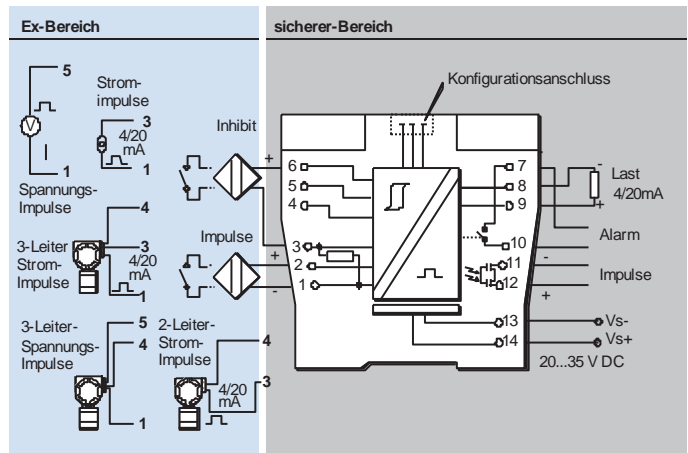 Ex-Bereich
sicherer-Bereich
5
V
1
Spannungs-
Impulse
Strom-
impulse
3
4/20
mA
1
Inhibit
+
Konfigurationsanschluss
6
5
4
3
2
1
7
8
9
10
11
12
13
14
-
Last
4/20mA
+
Alarm
-
Impulse
+
Vs-
Vs+
20...35 V DC
4
3-Leiter
Strom-
Impulse
3
4/20
mA
1
Impulse
+
-
3-Leiter-
Spannungs-
Impulse
5
4
1
2-Leiter-
Strom-
Impulse
4
3
4/20
mA